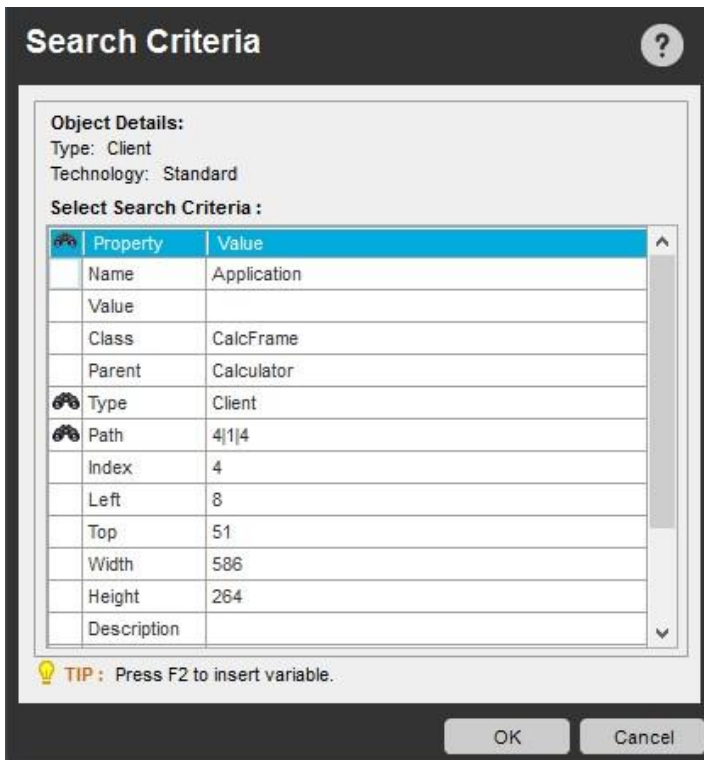 Search Criteria
?
Object Details:
Type: Client
Technology: Standard
Select Search Criteria :
Property Value
Name Application
Value
Class CalcFrame
Parent Calculator
Type Client
Path 4|1|4
Index 4
Left 8
Top 51
Width 586
Height 264
Description
TIP : Press F2 to insert variable.
OK Cancel